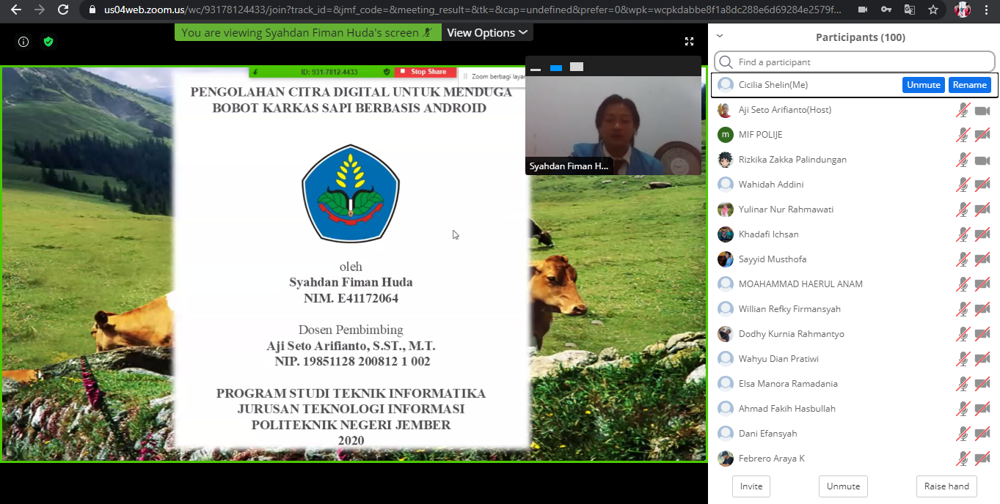 us04web.zoom.us/wc/93178124433/join?track_id=&jmf_code=&meeting_result=&tk=&cap=undefined&prefer=0&wpk=wcpkdabbe8f1a8dc288e6d69284e2579f...
You are viewing Syahdan Fiman Huda's screen
View Options
ID: 931-7812-4433
Stop Share
Zoom berbagi layar
PENGOLAHAN CITRA DIGITAL UNTUK MENDUGA
BOBOT KARKAS SAPI BERBASIS ANDROID
oleh
Syahdan Fiman Huda
NIM. E41172064
Dosen Pembimbing
Aji Seto Arifianto, S.ST., M.T.
NIP. 19851128 200812 1 002
PROGRAM STUDI TEKNIK INFORMATIKA
JURUSAN TEKNOLOGI INFORMASI
POLITEKNIK NEGERI JEMBER
2020
Syahdan Fiman H...
Participants (100)
Find a participant
Cicilia Shelin(Me) Unmute Rename
Aji Seto Arifianto(Host)
m MIF POLIJE
Rizkika Zakka Palindungan
Wahidah Addini
Yulinar Nur Rahmawati
Khadafi Ichsan
Sayyid Musthofa
MOAHAMMAD HAERUL ANAM
Willian Refky Firmansyah
Dodhy Kurnia Rahmantyo
Wahyu Dian Pratiwi
Elsa Manora Ramadania
Ahmad Fakih Hasbullah
Dani Efansyah
Febrero Araya K
Invite Unmute Raise hand